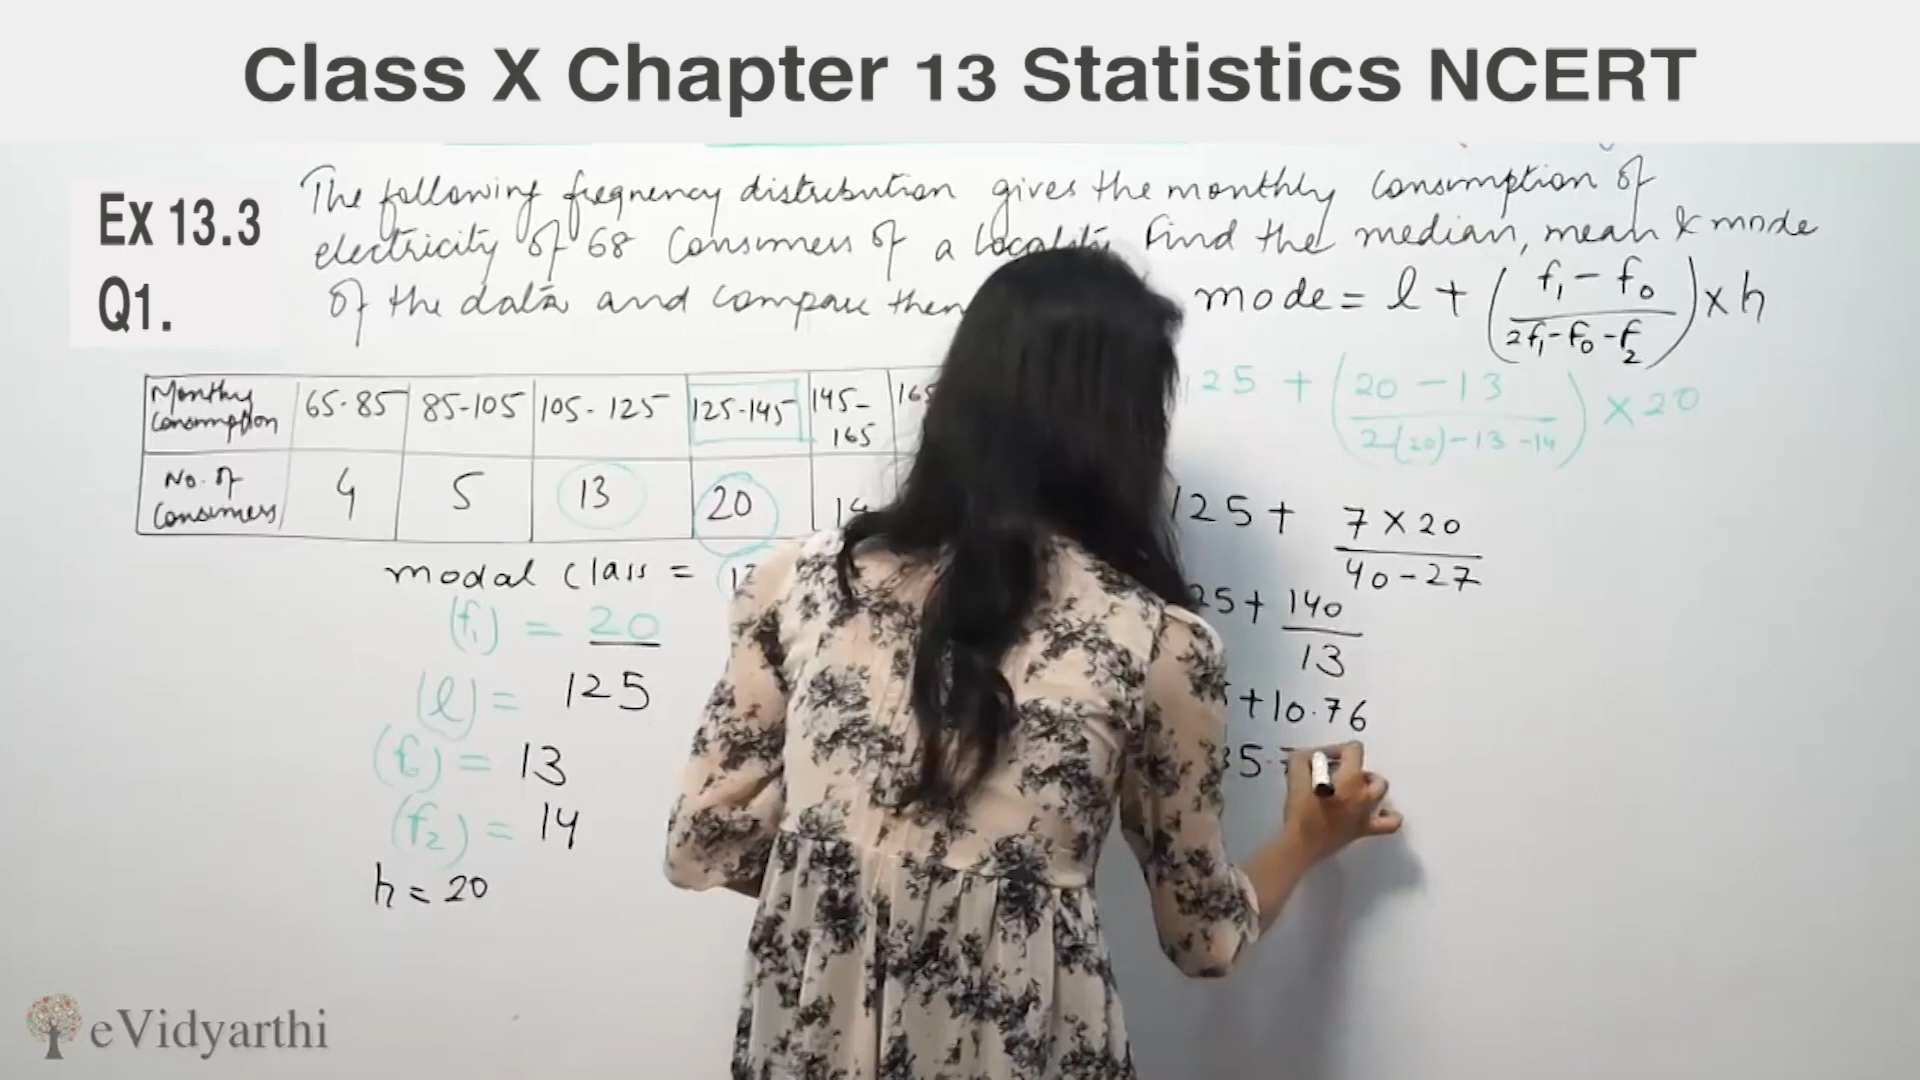 Class X Chapter 13 Statistics NCERT
Ex 13.3
Q1.
The following frequency distribution gives the monthly consumption of
electricity of 68 consumers of a locality. Find the median, mean & mode
of the data and compare them
mode = l + (f₁ - f₀ / 2f₁ - f₀ - f₂) × h
Monthly Consumption 65-85 85-105 105-125 125-145 145-165
No. of Consumers 4 5 13 20
modal class =
(f₁) = 20
(l) = 125
(f₀) = 13
(f₂) = 14
h = 20
125 + (20 - 13 / 2(20) - 13 - 14) × 20
125 + 7 × 20 / 40 - 27
+ 140 / 13
+ 10.76
eVidyarthi